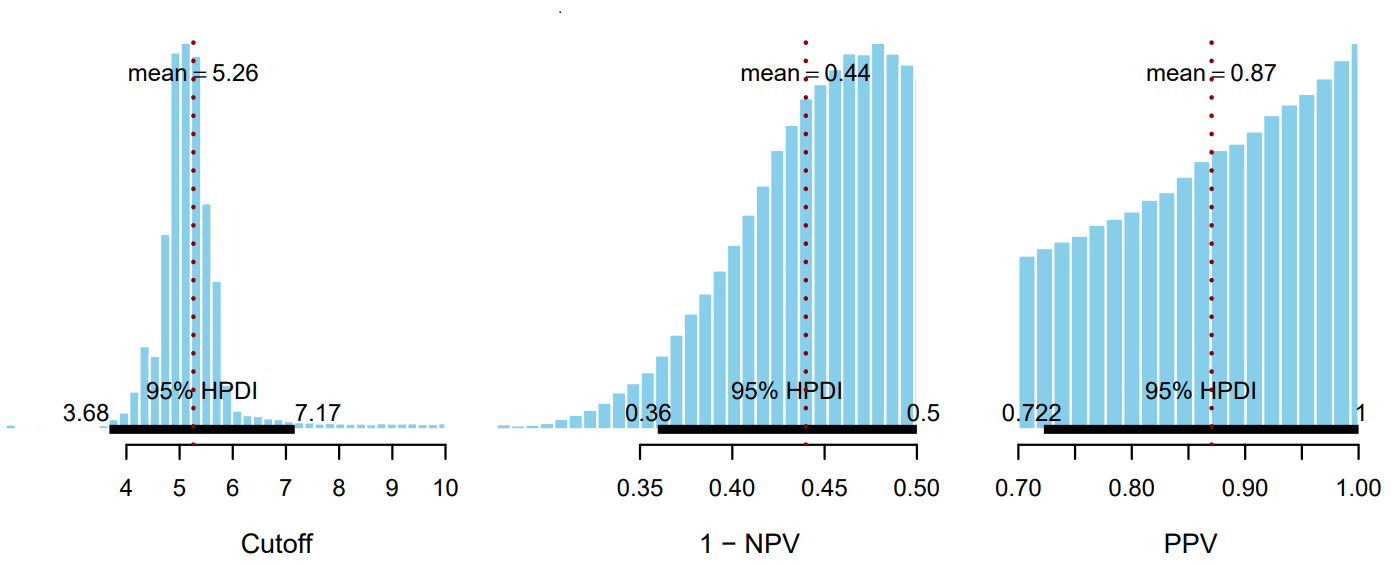 mean = 5.26
95% HPDI
3.68 7.17
4 5 6 7 8 9 10
Cutoff
mean = 0.44
95% HPDI
0.36 0.5
0.35 0.40 0.45 0.50
1 − NPV
mean = 0.87
95% HPDI
0.722 1
0.70 0.80 0.90 1.00
PPV